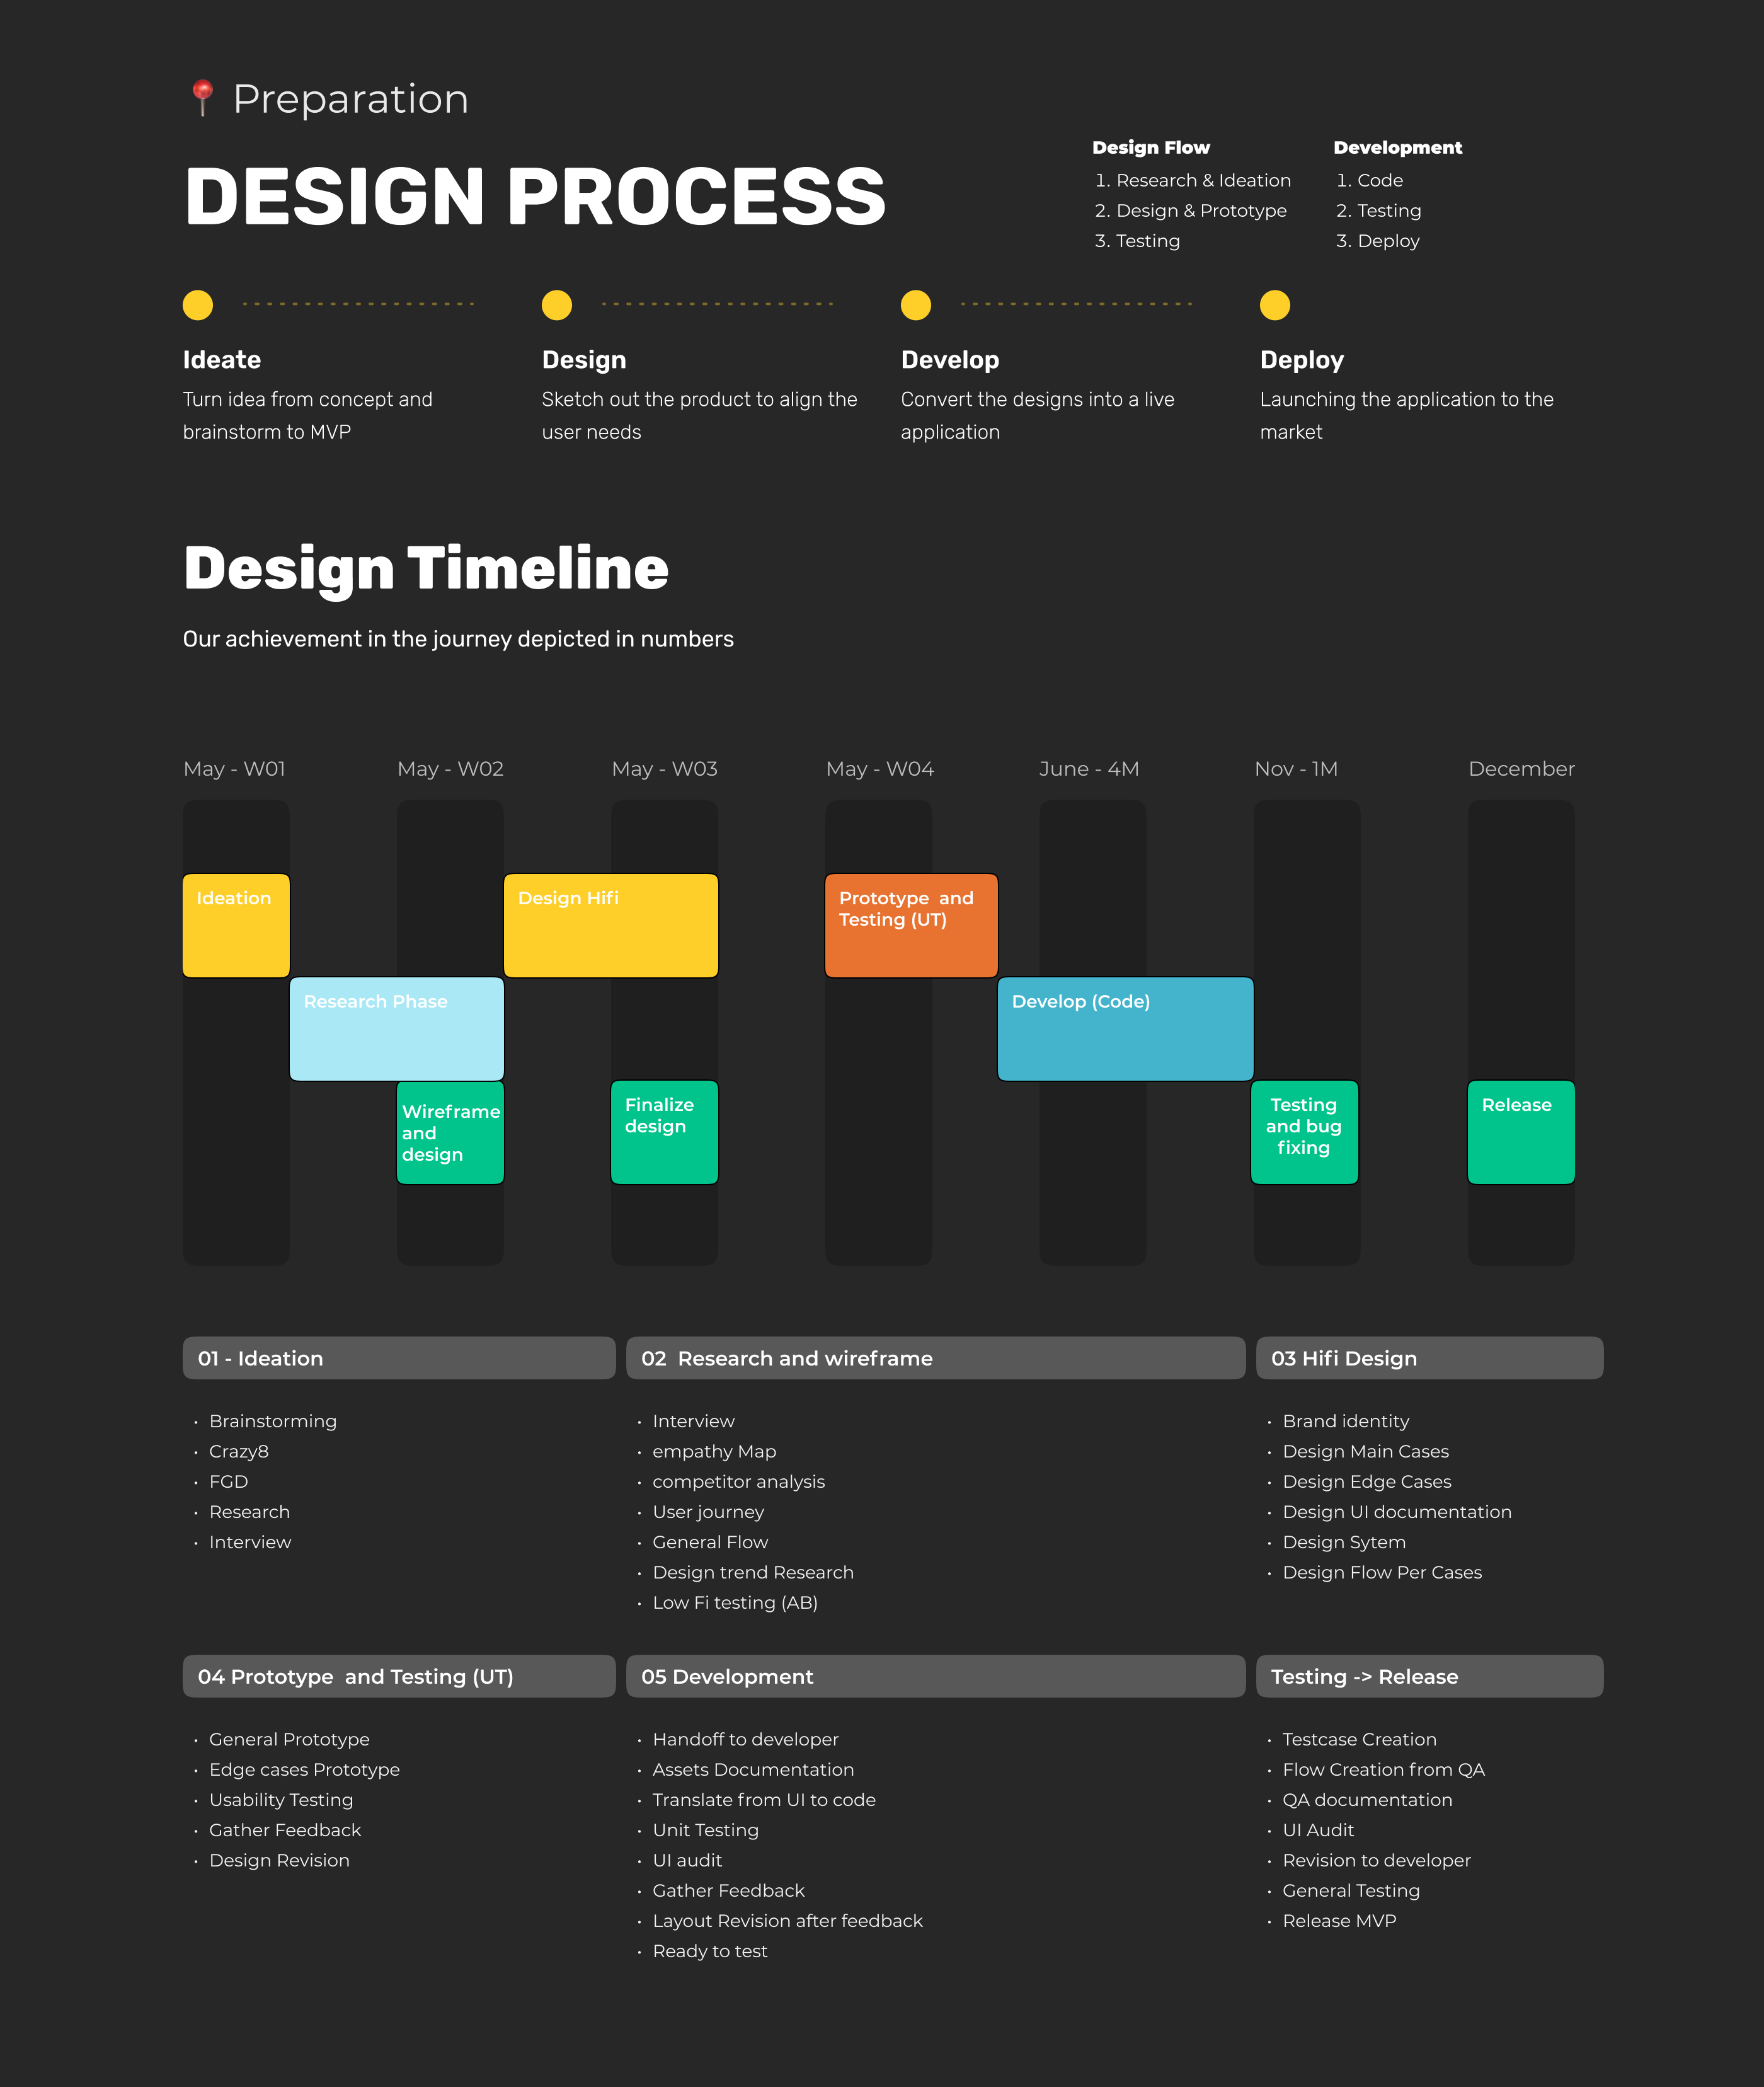 Preparation
DESIGN PROCESS
Design Flow
1. Research & Ideation
2. Design & Prototype
3. Testing
Development
1. Code
2. Testing
3. Deploy
Ideate
Turn idea from concept and
brainstorm to MVP
Design
Sketch out the product to align the
user needs
Develop
Convert the designs into a live
application
Deploy
Launching the application to the
market
Design Timeline
Our achievement in the journey depicted in numbers
May - W01
May - W02
May - W03
May - W04
June - 4M
Nov - 1M
December
Ideation
Design Hifi
Prototype  and
Testing (UT)
Research Phase
Develop (Code)
Wireframe
and
design
Finalize
design
Testing
and bug
fixing
Release
01 - Ideation
• Brainstorming
• Crazy8
• FGD
• Research
• Interview
02  Research and wireframe
• Interview
• empathy Map
• competitor analysis
• User journey
• General Flow
• Design trend Research
• Low Fi testing (AB)
03 Hifi Design
• Brand identity
• Design Main Cases
• Design Edge Cases
• Design UI documentation
• Design Sytem
• Design Flow Per Cases
04 Prototype  and Testing (UT)
• General Prototype
• Edge cases Prototype
• Usability Testing
• Gather Feedback
• Design Revision
05 Development
• Handoff to developer
• Assets Documentation
• Translate from UI to code
• Unit Testing
• UI audit
• Gather Feedback
• Layout Revision after feedback
• Ready to test
Testing -> Release
• Testcase Creation
• Flow Creation from QA
• QA documentation
• UI Audit
• Revision to developer
• General Testing
• Release MVP